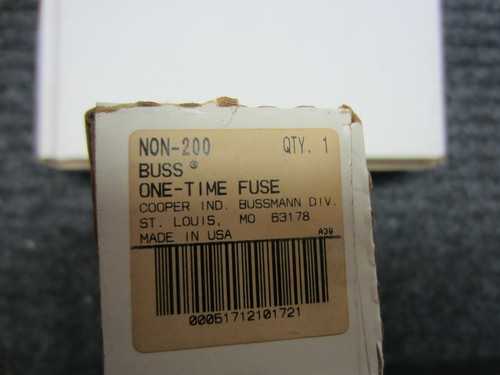 NON-200 QTY. 1
BUSS®
ONE-TIME FUSE
COOPER IND. BUSSMANN DIV.
ST. LOUIS, MO 63178
MADE IN USA A39
00051712101721